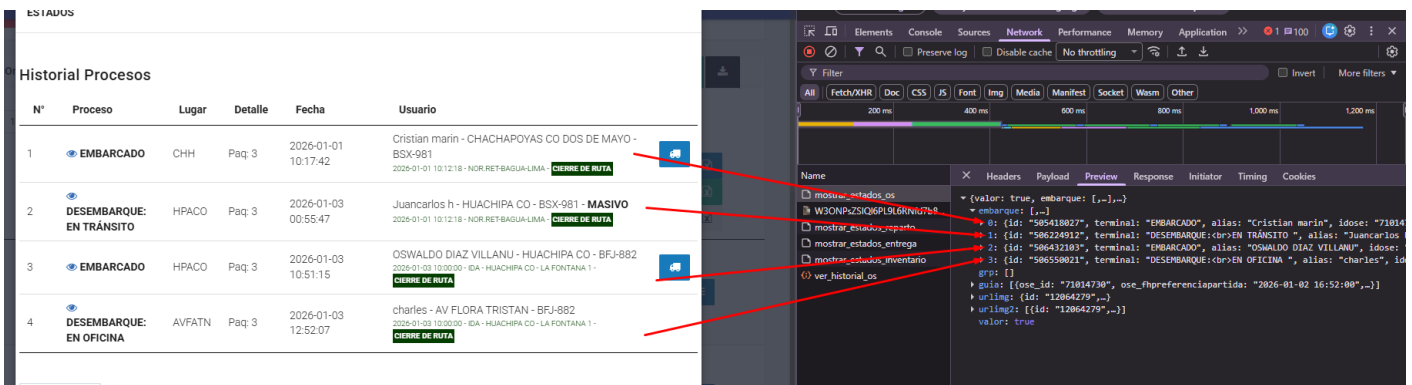 ESTADOS
Historial Procesos
N° Proceso Lugar Detalle Fecha Usuario
1 EMBARCADO CHH Paq: 3 2026-01-01 10:17:42 Cristian marin - CHACHAPOYAS CO DOS DE MAYO - BSX-981
2026-01-01 10:12:18 - NOR.RET-BAGUA-LIMA - CIERRE DE RUTA
2 DESEMBARQUE: EN TRÁNSITO HPACO Paq: 3 2026-01-03 00:55:47 Juancarlos h - HUACHIPA CO - BSX-981 - MASIVO
2026-01-01 10:12:18 - NOR.RET-BAGUA-LIMA - CIERRE DE RUTA
3 EMBARCADO HPACO Paq: 3 2026-01-03 10:51:15 OSWALDO DIAZ VILLANU - HUACHIPA CO - BFJ-882
2026-01-03 10:00:00 - IDA - HUACHIPA CO - LA FONTANA 1 -
CIERRE DE RUTA
4 DESEMBARQUE: EN OFICINA AVFATN Paq: 3 2026-01-03 12:52:07 charles - AV FLORA TRISTAN - BFJ-882
2026-01-03 10:00:00 - IDA - HUACHIPA CO - LA FONTANA 1 -
CIERRE DE RUTA
Elements Console Sources Network Performance Memory Application 1 100
Preserve log Disable cache No throttling
Filter Invert More filters
All Fetch/XHR Doc CSS JS Font Img Media Manifest Socket Wasm Other
200 ms 400 ms 600 ms 800 ms 1,000 ms 1,200 ms
Name Headers Payload Preview Response Initiator Timing Cookies
mostrar_estados_os
mostrar_estados_reparto
mostrar_estados_entrega
mostrar_estados_inventario
ver_historial_os
{valor: true, embarque: [,…],…}
embarque: [,…]
0: {id: "505418027", terminal: "EMBARCADO", alias: "Cristian marin", idose: "71014
1: {id: "506224912", terminal: "DESEMBARQUE:<br>EN TRÁNSITO ", alias: "Juancarlos
2: {id: "506432103", terminal: "EMBARCADO", alias: "OSWALDO DIAZ VILLANU", idose:
3: {id: "506550021", terminal: "DESEMBARQUE:<br>EN OFICINA ", alias: "charles",
grp: []
guia: [{ose_id: "71014730", ose_fhpreferenciapartida: "2026-01-02 16:52:00",…}]
urlimg: {id: "12064279",…}
urlimg2: [{id: "12064279",…}]
valor: true